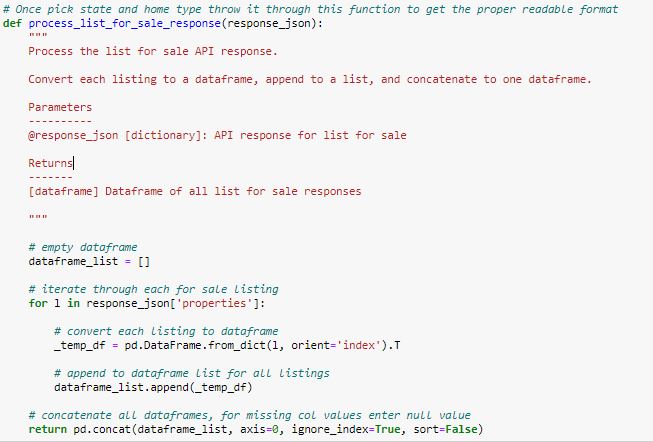 # Once pick state and home type throw it through this function to get the proper readable format
def process_list_for_sale_response(response_json):
"""
Process the list for sale API response.
Convert each listing to a dataframe, append to a list, and concatenate to one dataframe.
Parameters
----------
@response_json [dictionary]: API response for list for sale
Returns
-------
[dataframe] Dataframe of all list for sale responses
"""
# empty dataframe
dataframe_list = []
# iterate through each for sale listing
for l in response_json['properties']:
# convert each listing to dataframe
_temp_df = pd.DataFrame.from_dict(l, orient='index').T
# append to dataframe list for all listings
dataframe_list.append(_temp_df)
# concatenate all dataframes, for missing col values enter null value
return pd.concat(dataframe_list, axis=0, ignore_index=True, sort=False)